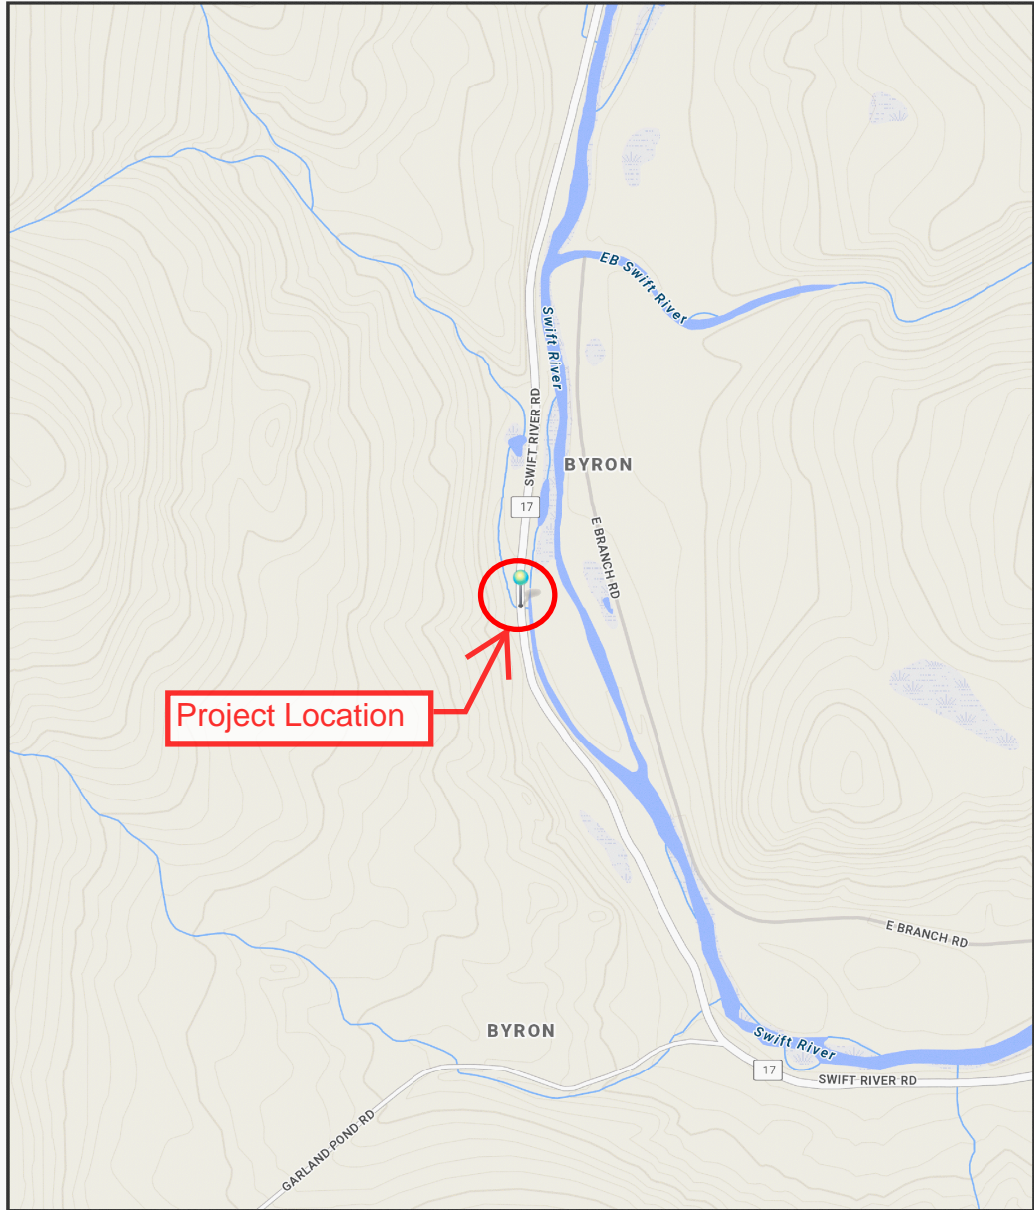 EB Swift River
Swift River
SWIFT RIVER RD
BYRON
17
E BRANCH RD
Project Location
E BRANCH RD
BYRON
Swift River
17
SWIFT RIVER RD
GARLAND POND RD